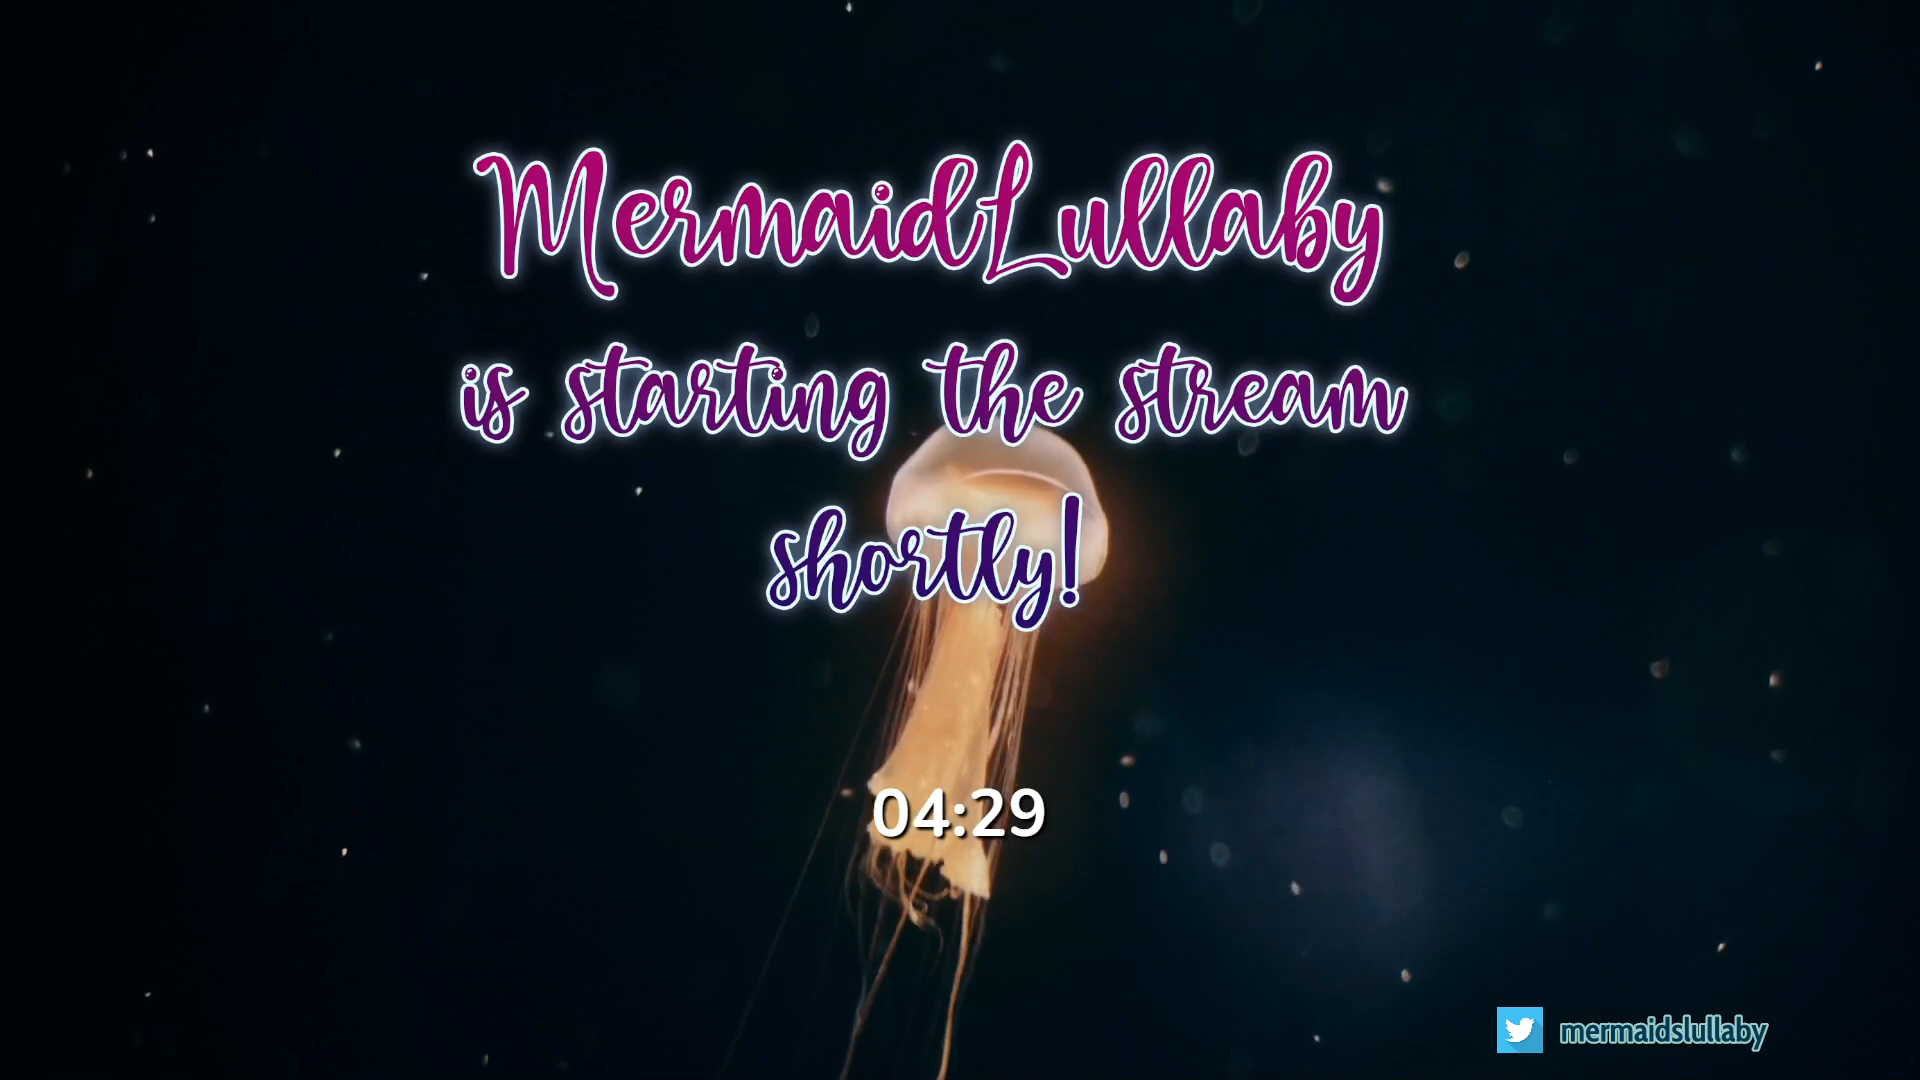 MermaidLullaby
is starting the stream
shortly!
04:29
mermaidslullaby